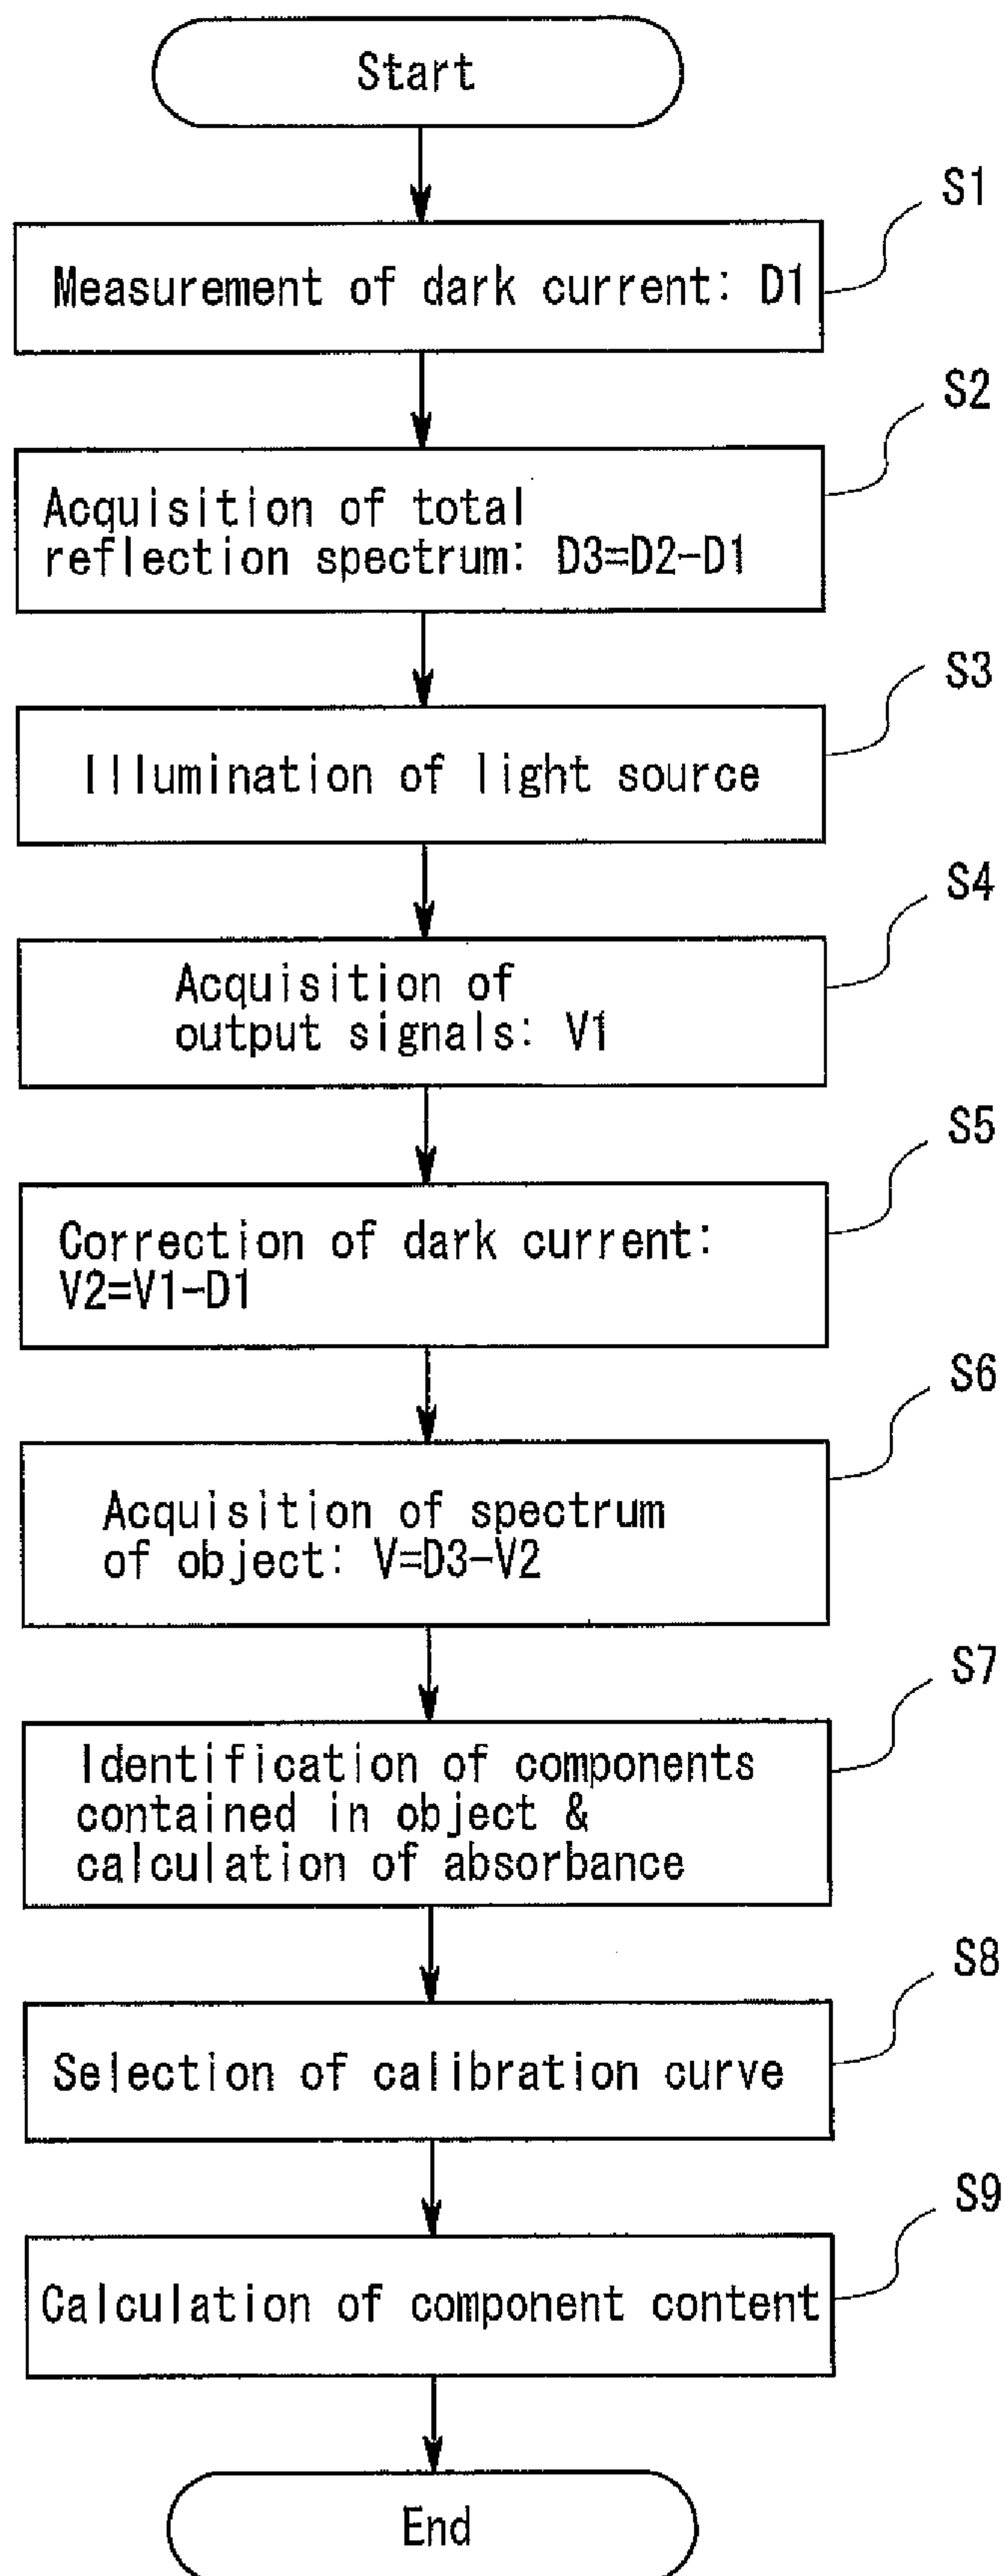 Start
S1
Measurement of dark current: D1
S2
Acquisition of total
reflection spectrum: D3=D2-D1
S3
Illumination of light source
S4
Acquisition of
output signals: V1
S5
Correction of dark current:
V2=V1-D1
S6
Acquisition of spectrum
of object: V=D3-V2
S7
Identification of components
contained in object &
calculation of absorbance
S8
Selection of calibration curve
S9
Calculation of component content
End